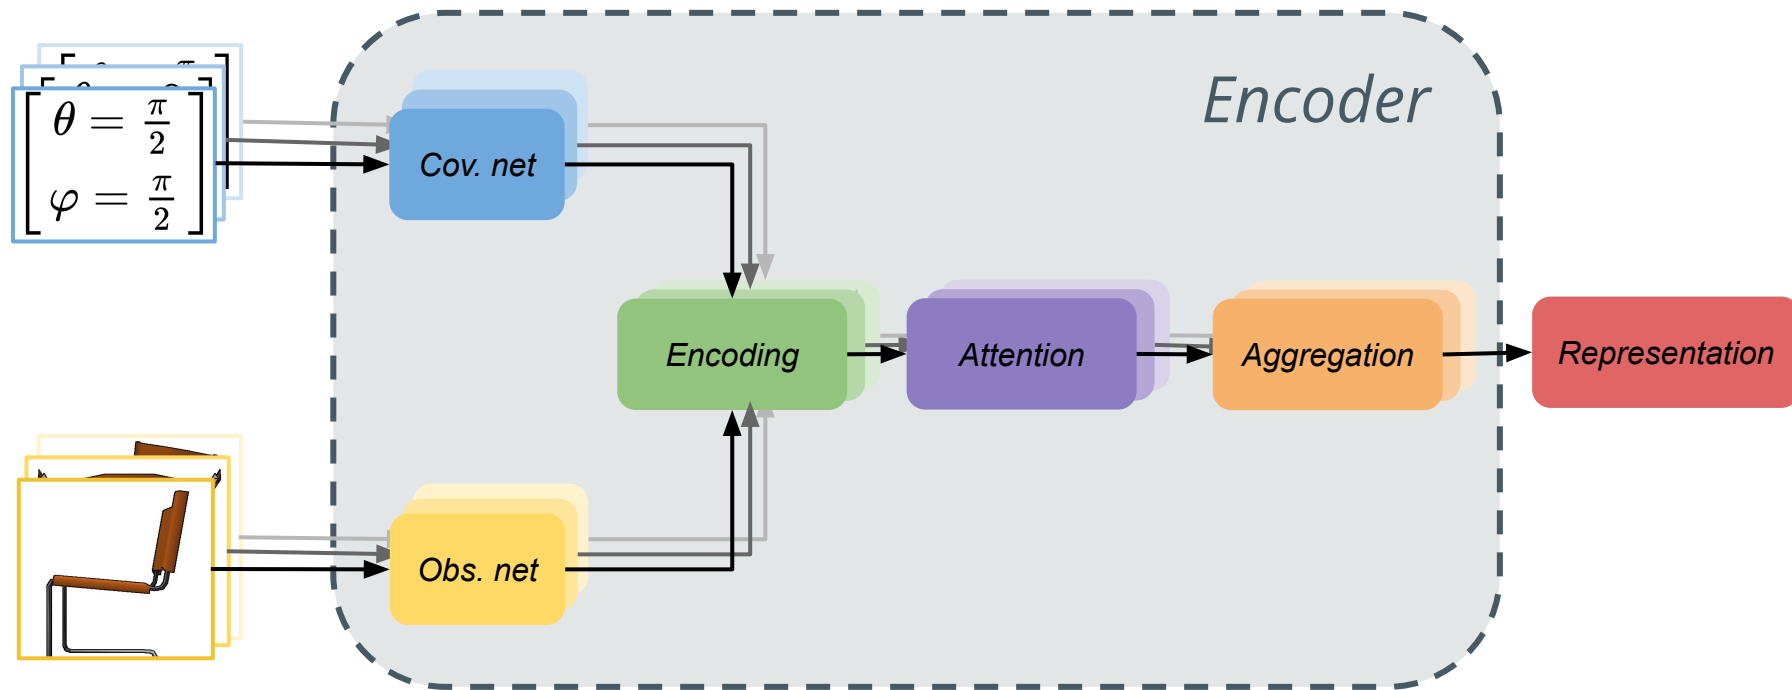 Encoder
θ = π/2
φ = π/2
Cov. net
Encoding
Attention
Aggregation
Representation
Obs. net